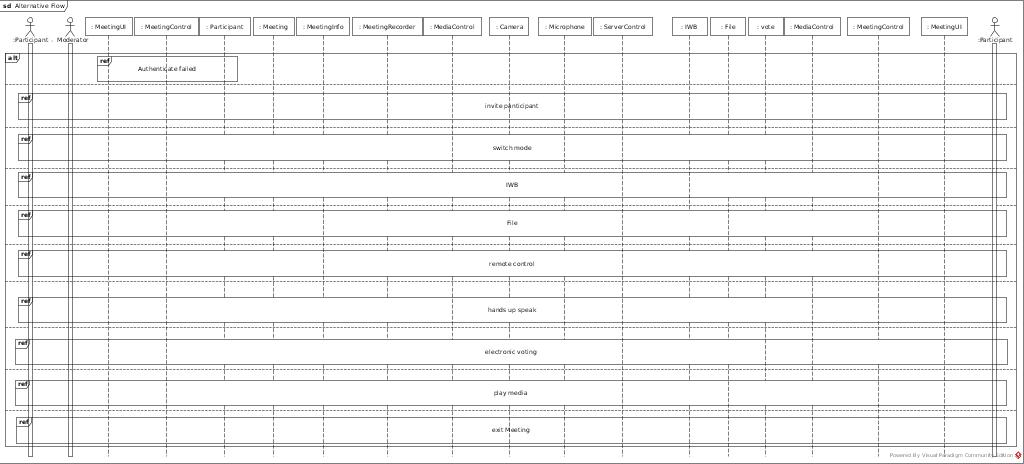 sd Alternative Flow
: MeetingUI
: MeetingControl
: Participant
: Meeting
: MeetingInfo
: MeetingRecorder
: MediaControl
: Camera
: Microphone
: ServerControl
: IWB
: File
: vote
: MediaControl
: MeetingControl
: MeetingUI
:Participant
: Moderator
:Participant
alt
ref
Authenticate failed
ref
invite participant
ref
switch mode
ref
IWB
ref
File
ref
remote control
ref
hands up speak
ref
electronic voting
ref
play media
ref
exit Meeting
Powered By Visual Paradigm Community Edition